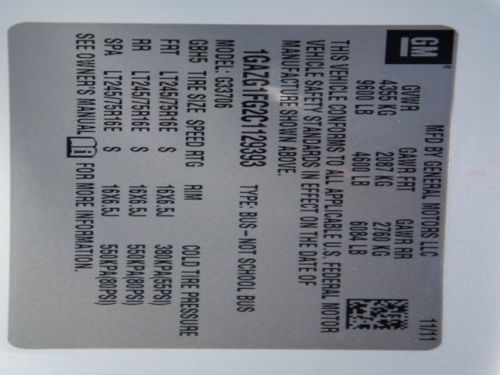 GM
MFD BY GENERAL MOTORS LLC 11/11
GVWR GAWR FRT GAWR RR
4355 KG 2087 KG 2760 KG
9600 LB 4600 LB 6084 LB
THIS VEHICLE CONFORMS TO ALL APPLICABLE U.S. FEDERAL MOTOR
VEHICLE SAFETY STANDARDS IN EFFECT ON THE DATE OF
MANUFACTURE SHOWN ABOVE.
1GAZG1FG2C1129993 TYPE: BUS–NOT SCHOOL BUS
MODEL: CG33706
GBH5 TIRE SIZE SPEED RTG RIM COLD TIRE PRESSURE
FRT LT245/75R16E S 16X6.5J 380KPA(55PSI)
RR LT245/75R16E S 16X6.5J 550KPA(80PSI)
SPA LT245/75R16E S 16X6.5J 550KPA(80PSI)
SEE OWNER'S MANUAL FOR MORE INFORMATION.